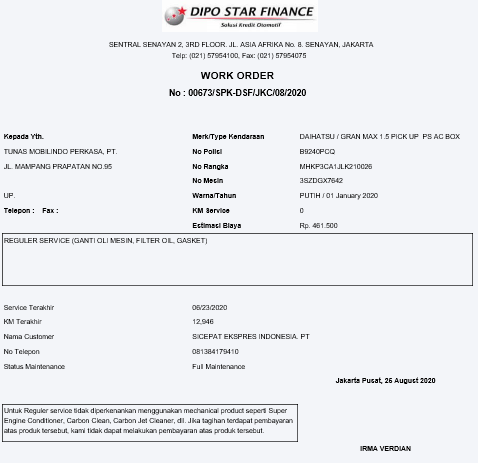 DIPO STAR FINANCE
Solusi Kredit Otomotif
SENTRAL SENAYAN 2, 3RD FLOOR. JL. ASIA AFRIKA No. 8. SENAYAN, JAKARTA
Telp: (021) 57954100, Fax: (021) 57954075
WORK ORDER
No : 00673/SPK-DSF/JKC/08/2020
Kepada Yth. Merk/Type Kendaraan DAIHATSU / GRAN MAX 1.5 PICK UP PS AC BOX
TUNAS MOBILINDO PERKASA, PT. No Polisi B9240PCQ
JL. MAMPANG PRAPATAN NO.95 No Rangka MHKP3CA1JLK210026
No Mesin 3SZDGX7642
UP. Warna/Tahun PUTIH / 01 January 2020
Telepon : Fax : KM Service 0
Estimasi Biaya Rp. 461.500
REGULER SERVICE (GANTI OLI MESIN, FILTER OIL, GASKET)
Service Terakhir 06/23/2020
KM Terakhir 12,946
Nama Customer SICEPAT EKSPRES INDONESIA. PT
No Telepon 081384179410
Status Maintenance Full Maintenance
Jakarta Pusat, 26 August 2020
Untuk Reguler service tidak diperkenankan menggunakan mechanical product seperti Super
Engine Conditioner, Carbon Clean, Carbon Jet Cleaner, dll. Jika tagihan terdapat pembayaran
atas produk tersebut, kami tidak dapat melakukan pembayaran atas produk tersebut.
IRMA VERDIAN